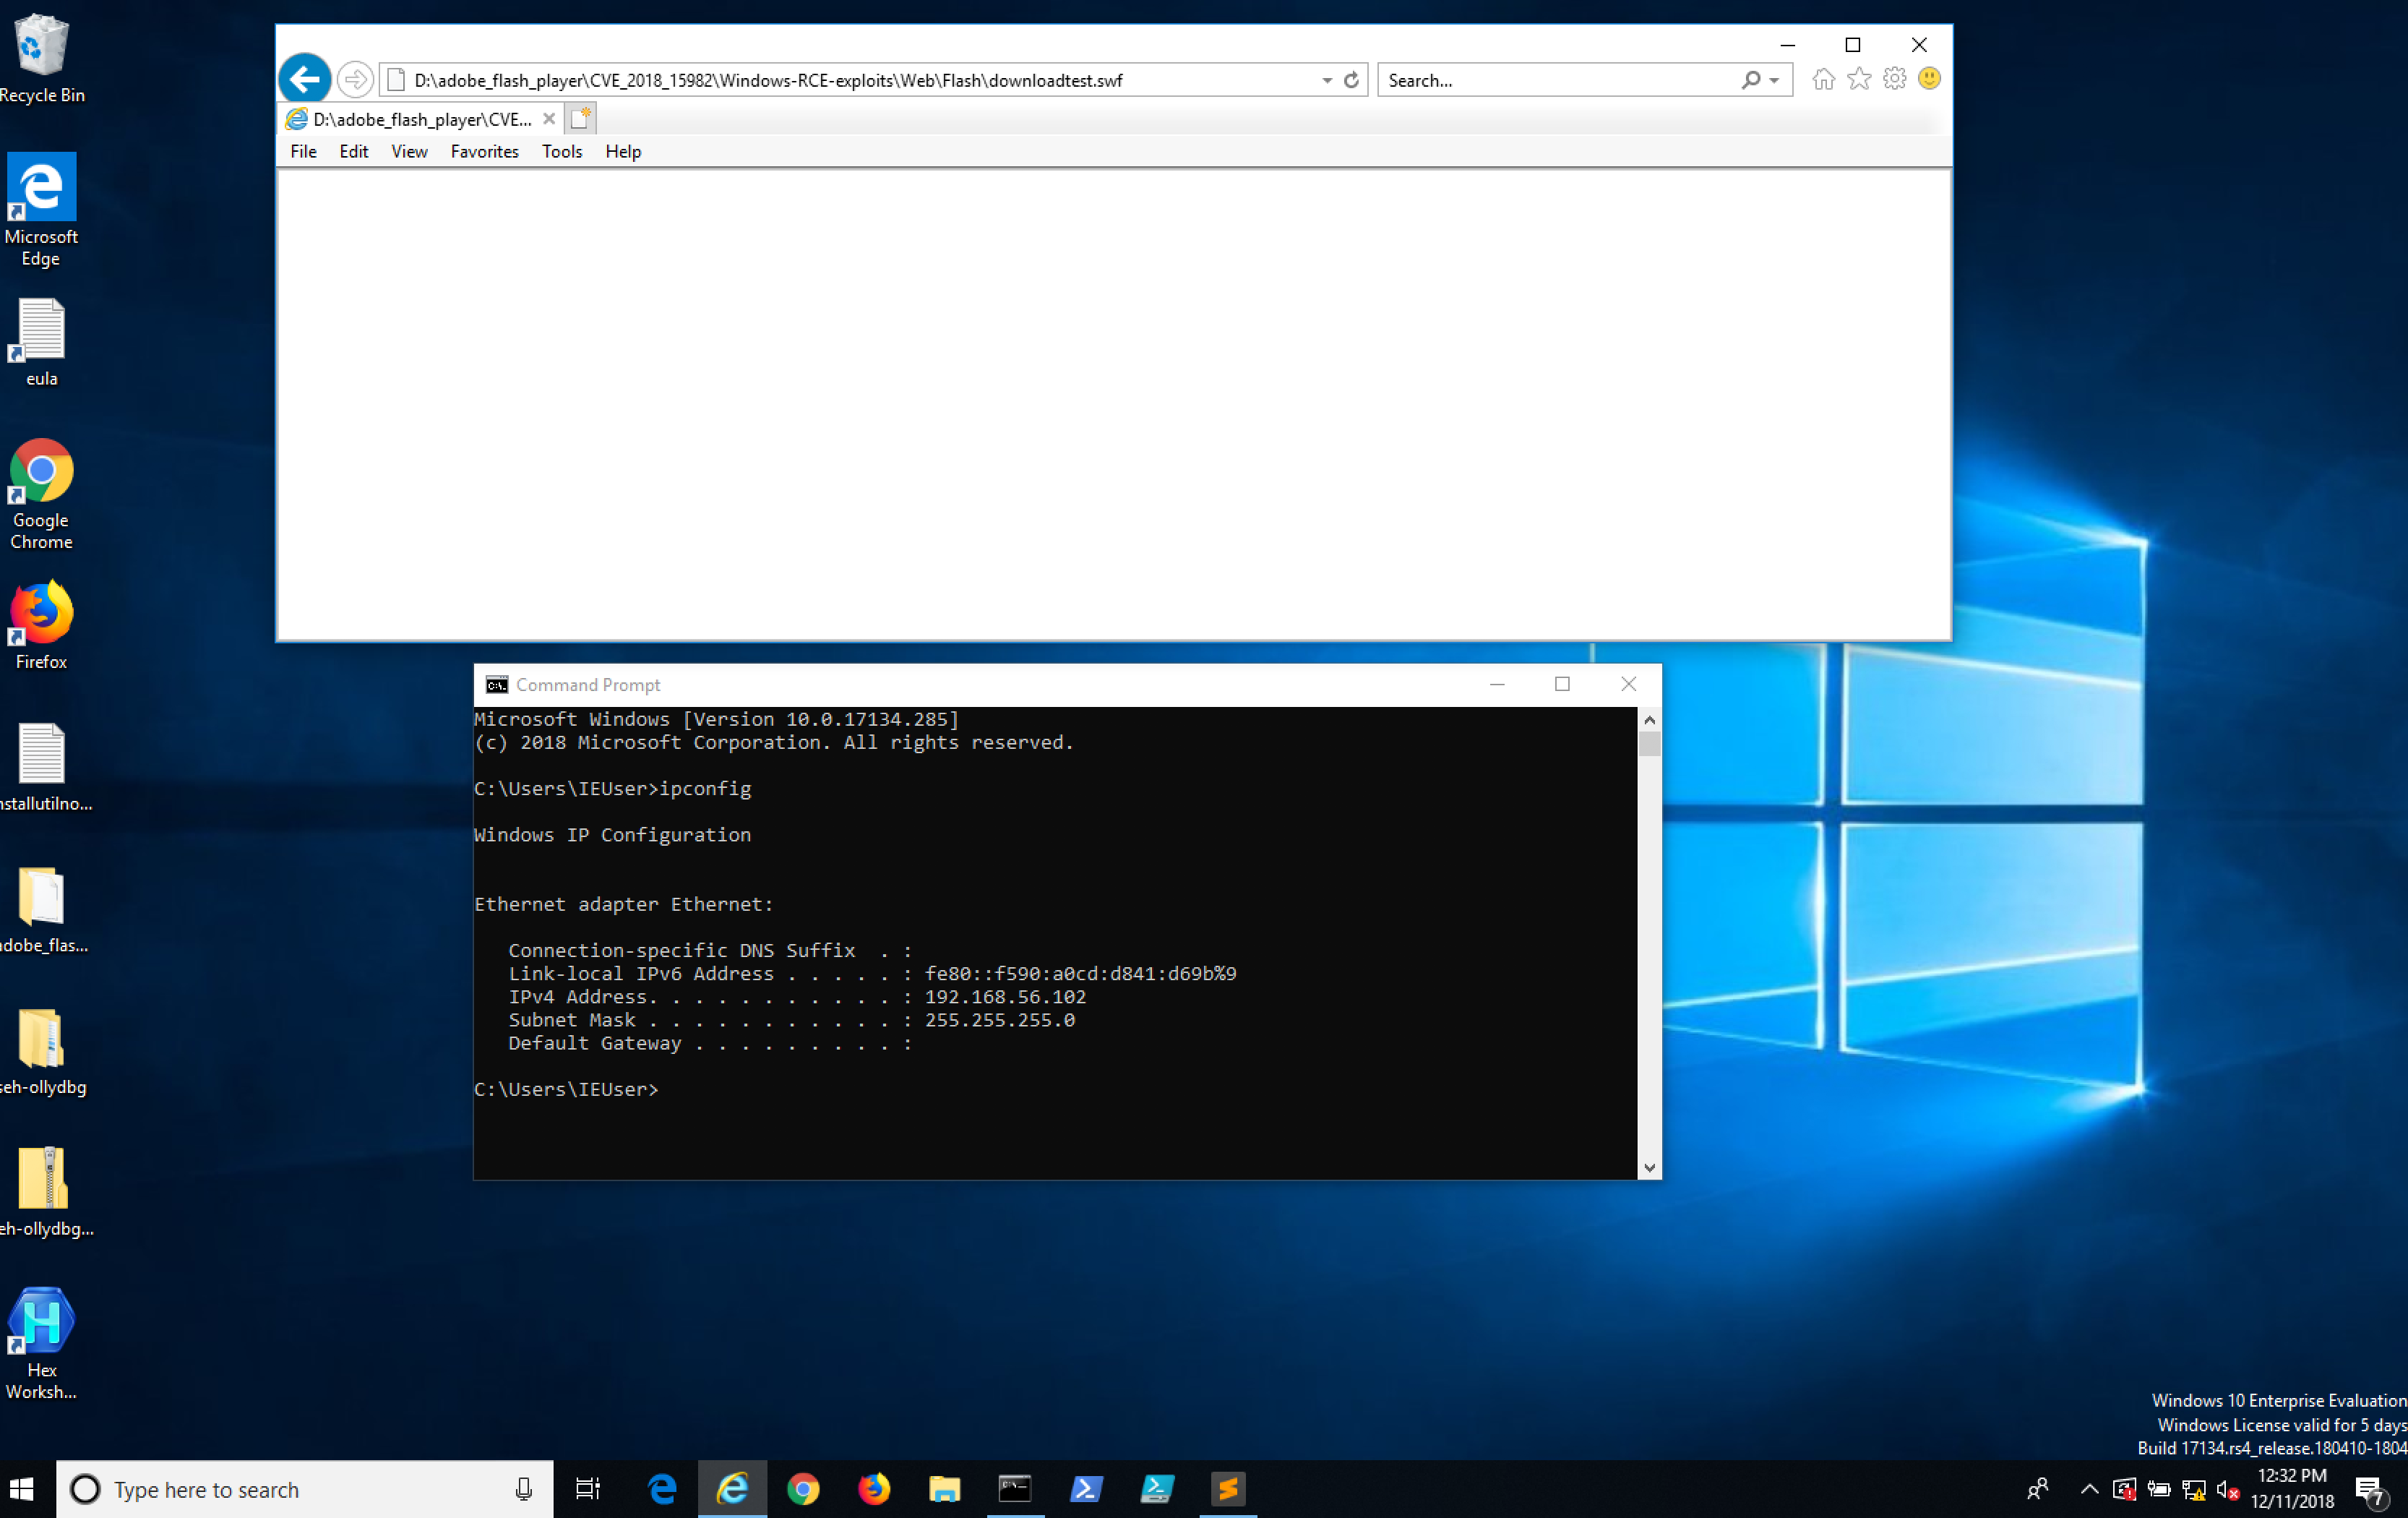 Recycle Bin
Microsoft
Edge
eula
Google
Chrome
Firefox
nstallutilno...
adobe_flas...
seh-ollydbg
eh-ollydbg...
Hex
Worksh...
D:\adobe_flash_player\CVE_2018_15982\Windows-RCE-exploits\Web\Flash\downloadtest.swf
Search...
D:\adobe_flash_player\CVE...
File Edit View Favorites Tools Help
Command Prompt
Microsoft Windows [Version 10.0.17134.285]
(c) 2018 Microsoft Corporation. All rights reserved.
C:\Users\IEUser>ipconfig
Windows IP Configuration
Ethernet adapter Ethernet:
Connection-specific DNS Suffix . :
Link-local IPv6 Address . . . . . : fe80::f590:a0cd:d841:d69b%9
IPv4 Address. . . . . . . . . . . : 192.168.56.102
Subnet Mask . . . . . . . . . . . : 255.255.255.0
Default Gateway . . . . . . . . . :
C:\Users\IEUser>
Windows 10 Enterprise Evaluation
Windows License valid for 5 days
Build 17134.rs4_release.180410-1804
Type here to search
12:32 PM
12/11/2018
7